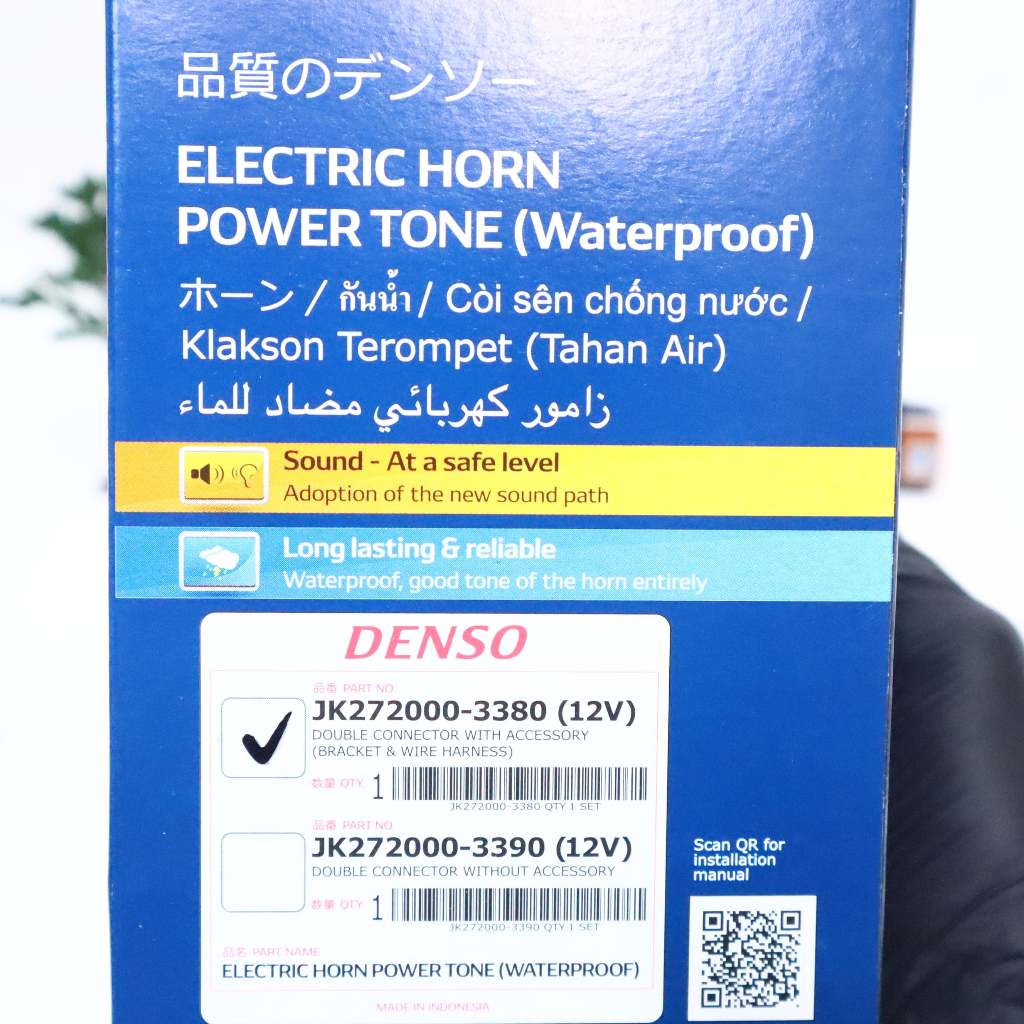 品質のデンソー
ELECTRIC HORN
POWER TONE (Waterproof)
ホーン / กันน้ำ / Còi sên chống nước /
Klakson Terompet (Tahan Air)
زامور كهربائي مضاد للماء
Sound - At a safe level
Adoption of the new sound path
Long lasting & reliable
Waterproof, good tone of the horn entirely
DENSO
品番 PART NO.
JK272000-3380 (12V)
DOUBLE CONNECTOR WITH ACCESSORY
(BRACKET & WIRE HARNESS)
数量 QTY. 1
JK272000-3380 QTY 1 SET
品番 PART NO.
JK272000-3390 (12V)
DOUBLE CONNECTOR WITHOUT ACCESSORY
数量 QTY. 1
JK272000-3390 QTY 1 SET
品名 PART NAME
ELECTRIC HORN POWER TONE (WATERPROOF)
MADE IN INDONESIA
Scan QR for
installation
manual